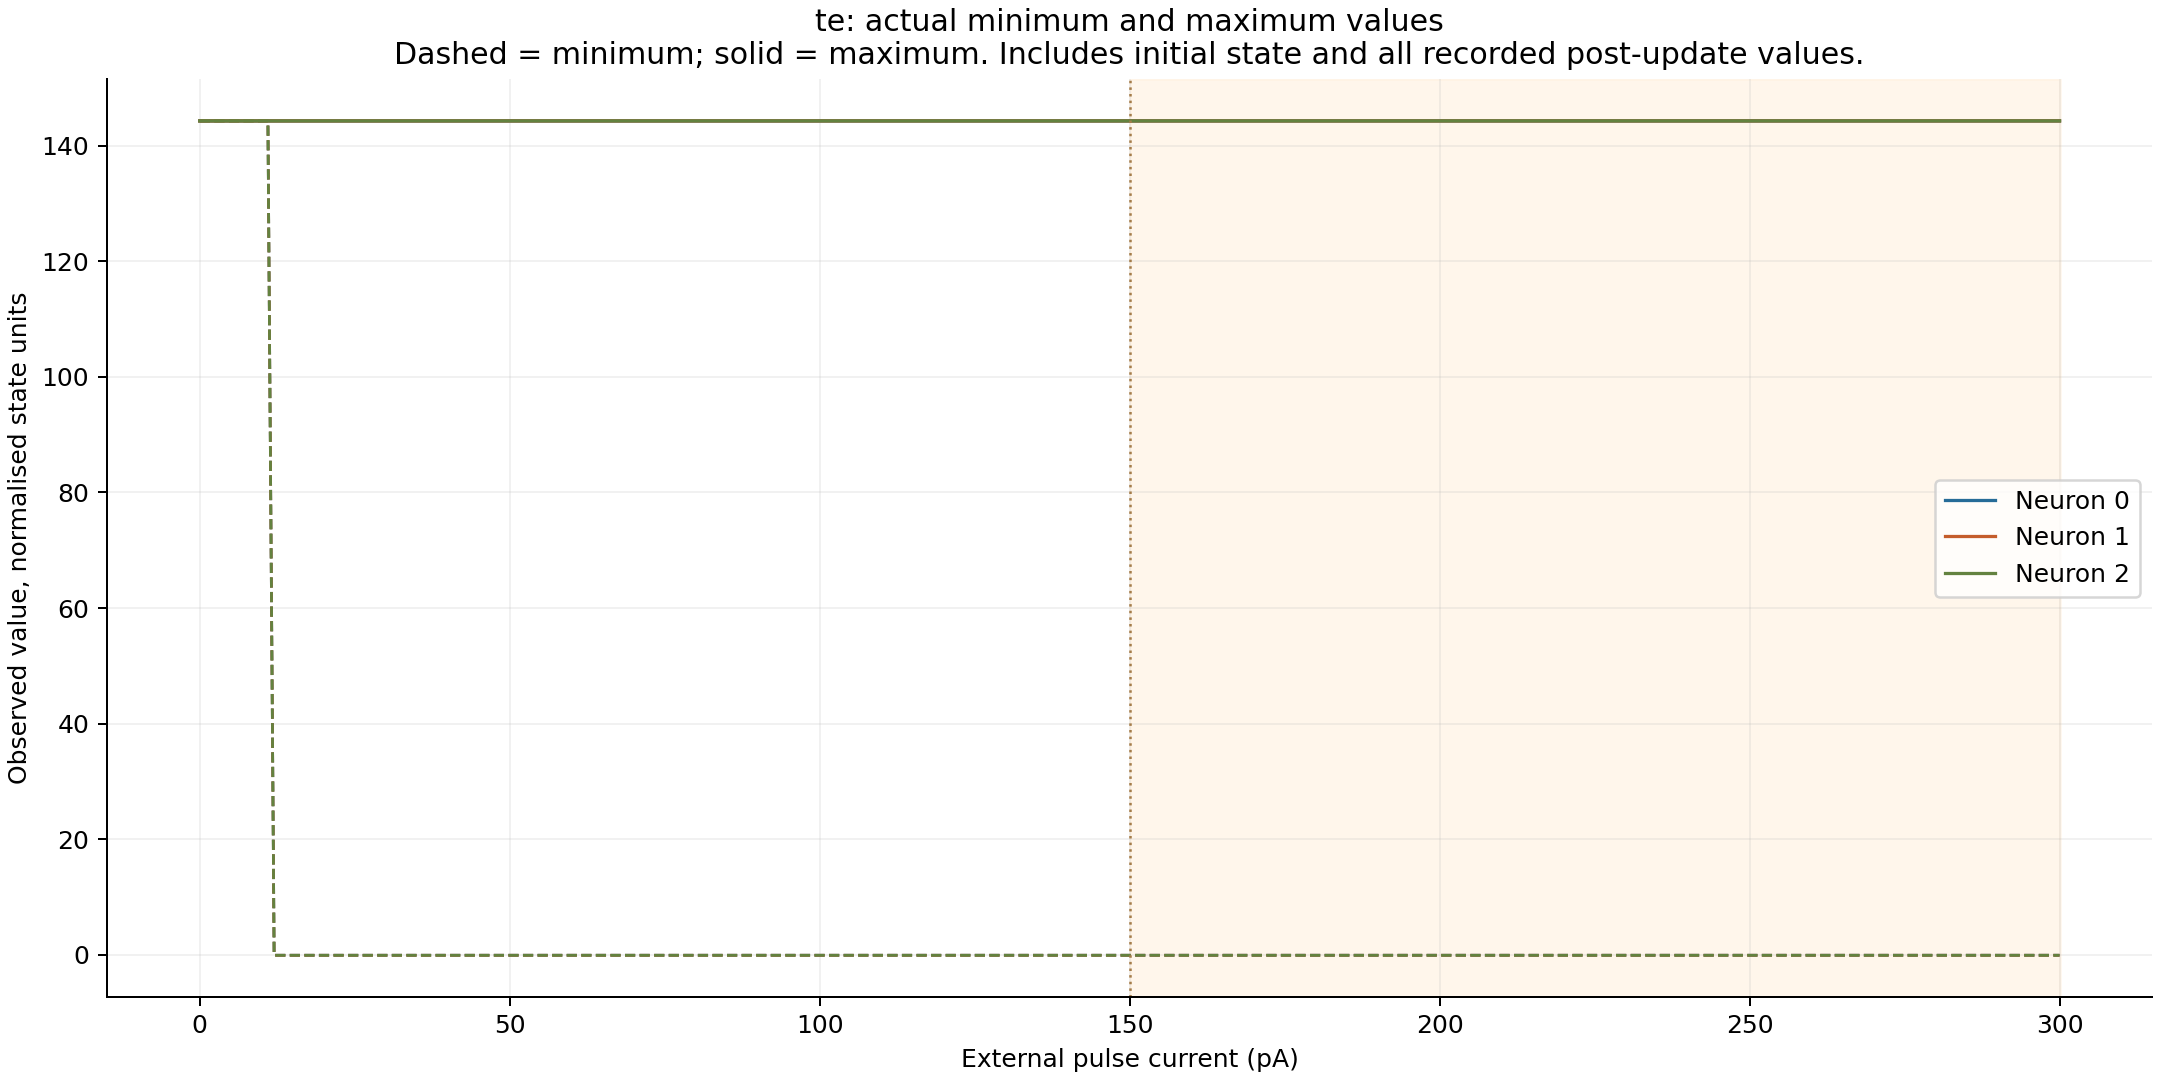 te: actual minimum and maximum values
Dashed = minimum; solid = maximum. Includes initial state and all recorded post-update values.
Observed value, normalised state units
140
120
100
80
60
40
20
0
Neuron 0
Neuron 1
Neuron 2
0
50
100
150
200
250
300
External pulse current (pA)